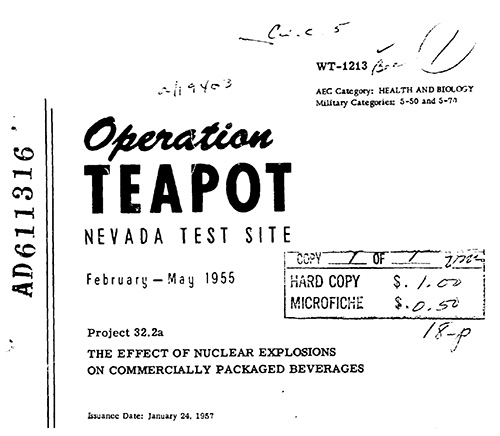 WT-1213
AEC Category: HEALTH AND BIOLOGY
Military Categories: 5-50 and 5-70
AD611316
Operation
TEAPOT
NEVADA TEST SITE
February — May 1955
COPY 1 OF 1
HARD COPY $. 1.00
MICROFICHE $. 0.50
18-p
Project 32.2a
THE EFFECT OF NUCLEAR EXPLOSIONS
ON COMMERCIALLY PACKAGED BEVERAGES
Issuance Date: January 24, 1957